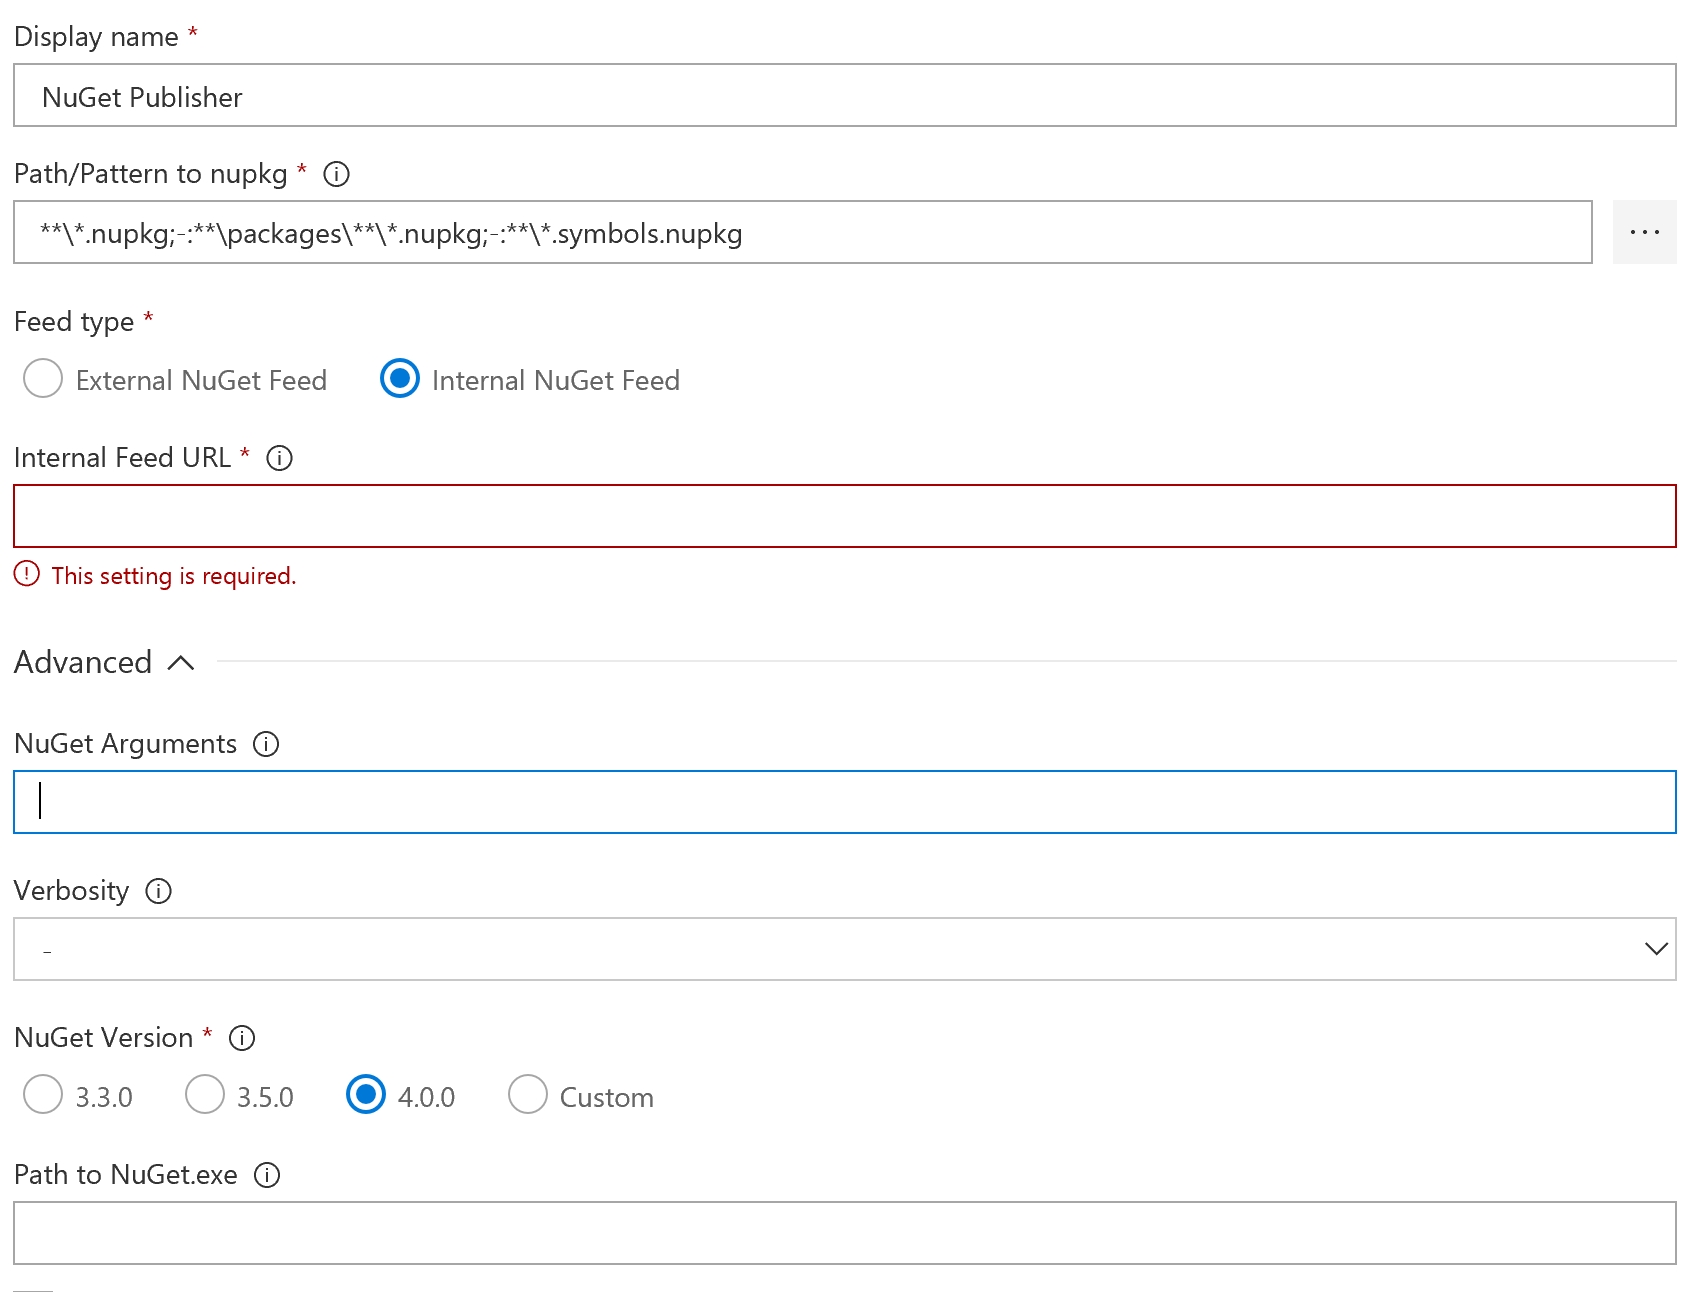 Display name *
NuGet Publisher
Path/Pattern to nupkg *
**\*.nupkg;-:**\packages\**\*.nupkg;-:**\*.symbols.nupkg
...
Feed type *
External NuGet Feed Internal NuGet Feed
Internal Feed URL *
This setting is required.
Advanced
NuGet Arguments
Verbosity
-
NuGet Version *
3.3.0 3.5.0 4.0.0 Custom
Path to NuGet.exe